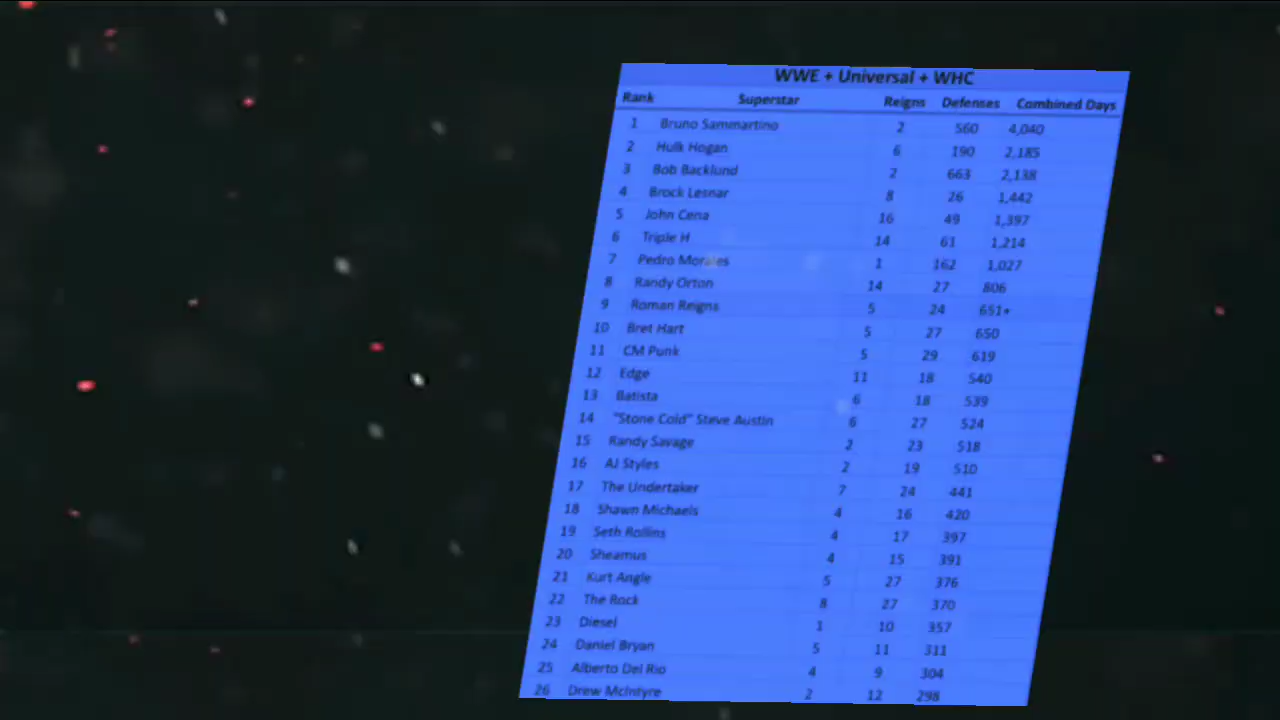 WWE + Universal + WHC
Rank Superstar Reigns Defenses Combined Days
1 Bruno Sammartino 2 560 4,040
2 Hulk Hogan 6 190 2,185
3 Bob Backlund 2 663 2,138
4 Brock Lesnar 8 26 1,442
5 John Cena 16 49 1,397
6 Triple H 14 63 1,214
7 Pedro Morales 1 162 1,027
8 Randy Orton 14 27 806
9 Roman Reigns 5 24 651+
10 Bret Hart 5 27 650
11 CM Punk 5 29 619
12 Edge 11 18 540
13 Batista 6 18 539
14 "Stone Cold" Steve Austin 6 27 524
15 Randy Savage 2 23 518
16 AJ Styles 2 19 510
17 The Undertaker 7 24 441
18 Shawn Michaels 4 16 420
19 Seth Rollins 4 17 397
20 Sheamus 4 15 391
21 Kurt Angle 5 27 376
22 The Rock 8 27 370
23 Diesel 1 10 357
24 Daniel Bryan 5 11 311
25 Alberto Del Rio 4 9 304
26 Drew McIntyre 2 12 298